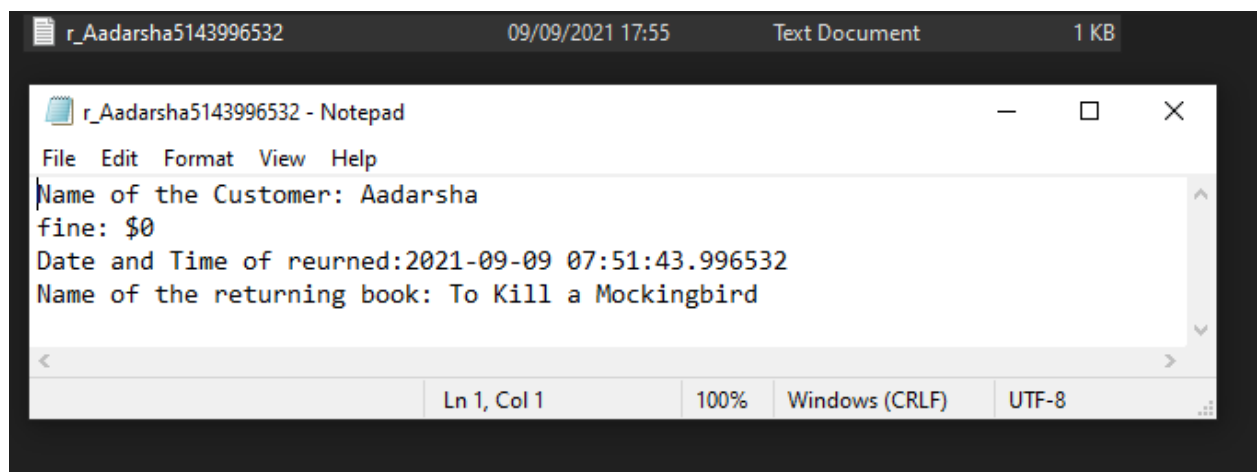 r_Aadarsha5143996532 09/09/2021 17:55 Text Document 1 KB
r_Aadarsha5143996532 - Notepad
File Edit Format View Help
Name of the Customer: Aadarsha
fine: $0
Date and Time of reurned:2021-09-09 07:51:43.996532
Name of the returning book: To Kill a Mockingbird
Ln 1, Col 1 100% Windows (CRLF) UTF-8